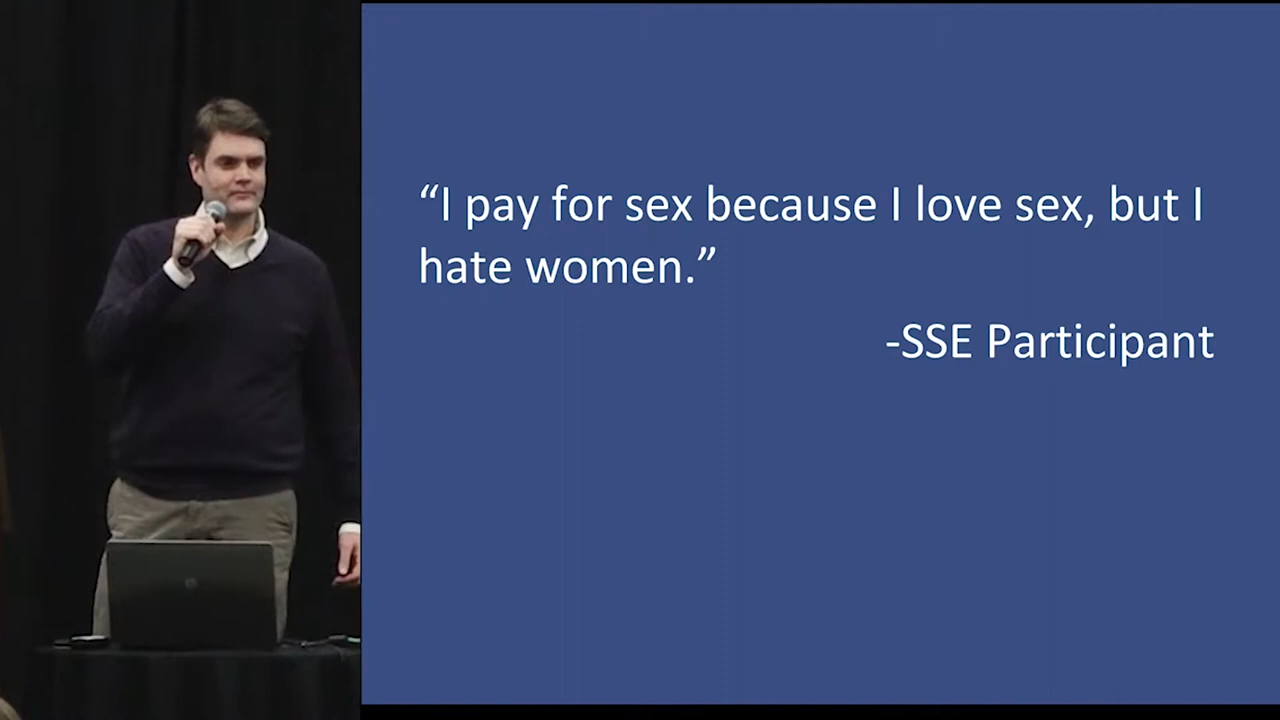 “I pay for sex because I love sex, but I
hate women.”
-SSE Participant